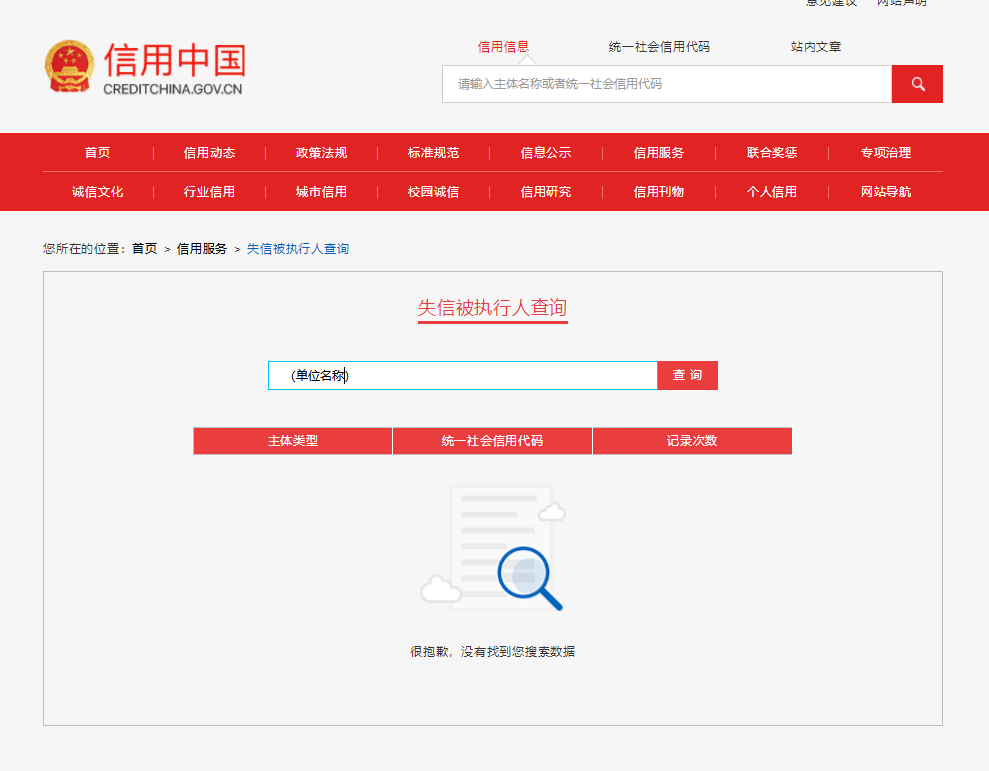 意见建议 网站声明
信用中国
CREDITCHINA.GOV.CN
信用信息 统一社会信用代码 站内文章
请输入主体名称或者统一社会信用代码
首页 信用动态 政策法规 标准规范 信息公示 信用服务 联合奖惩 专项治理
诚信文化 行业信用 城市信用 校园诚信 信用研究 信用刊物 个人信用 网站导航
您所在的位置：首页 > 信用服务 > 失信被执行人查询
失信被执行人查询
(单位名称) 查 询
主体类型 统一社会信用代码 记录次数
很抱歉，没有找到您搜索数据